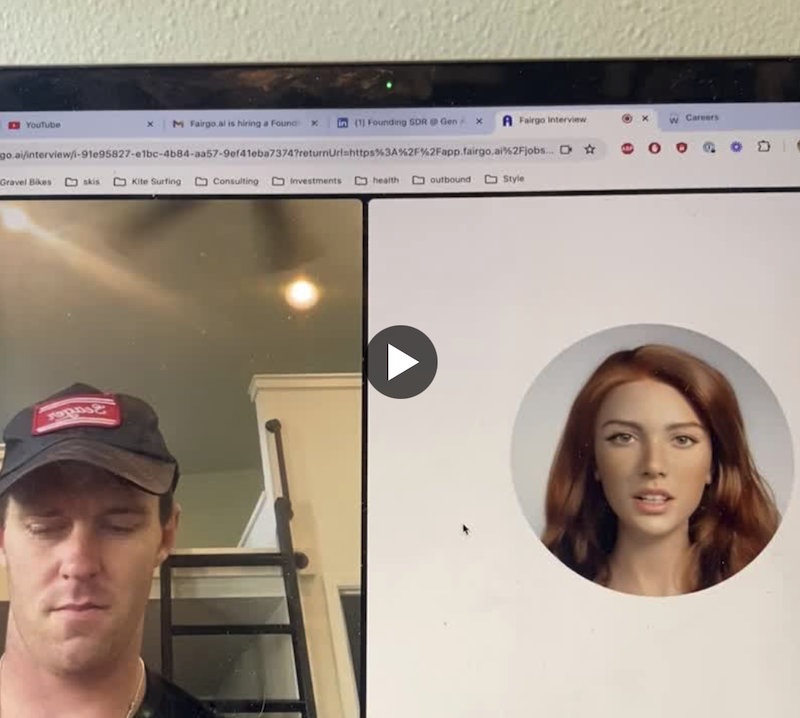 YouTube
Fairgo.ai is hiring a Found
(1) Founding SDR @ Gen
Fairgo Interview
Careers
go.ai/interview/i-91e95827-e1bc-4b84-aa57-9ef41eba7374?returnUrl=https%3A%2F%2Fapp.fairgo.ai%2Fjobs...
Gravel Bikes
skis
Kite Surfing
Consulting
Investments
health
outbound
Style
Seager